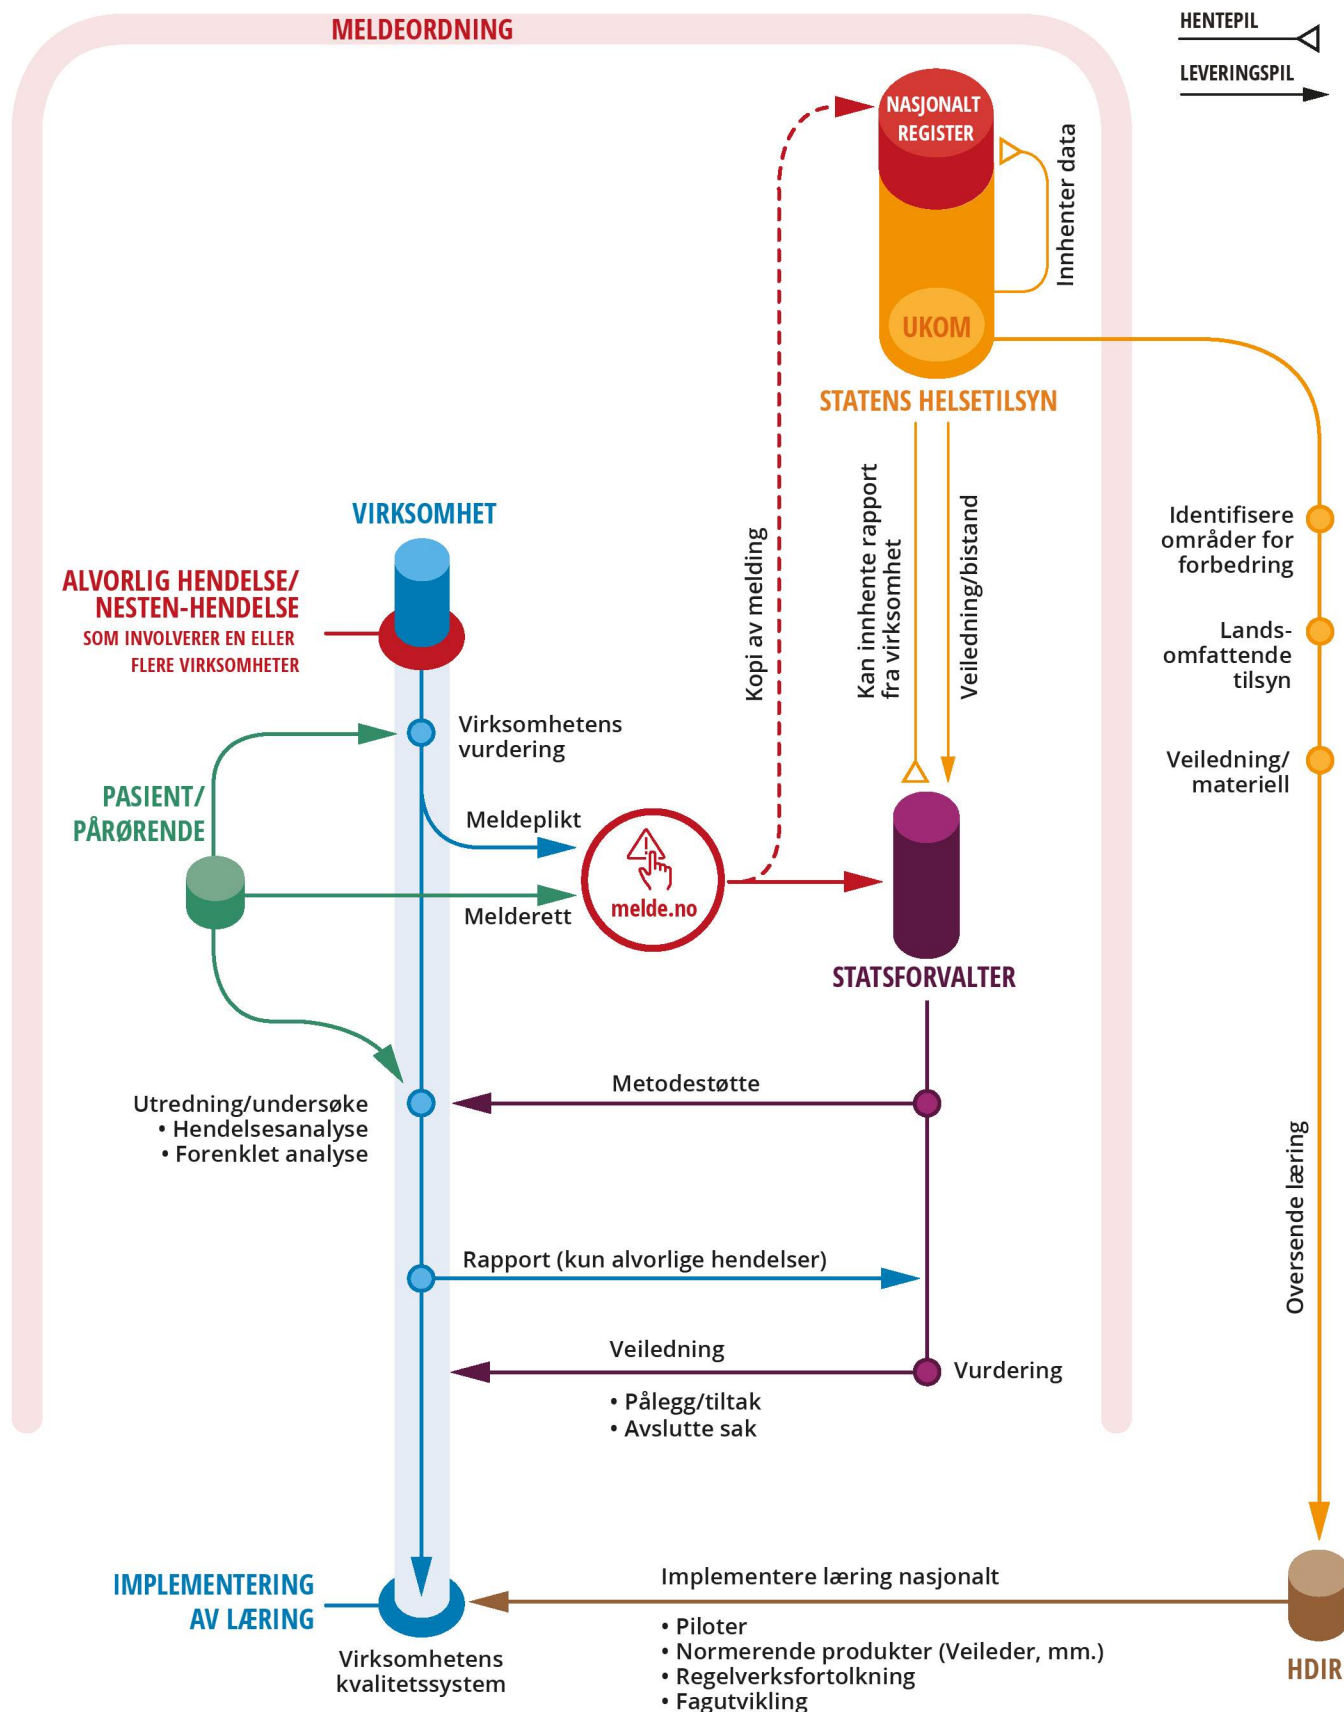 MELDEORDNING
HENTEPIL
LEVERINGSPIL
NASJONALT
REGISTER
Innhenter data
UKOM
STATENS HELSETILSYN
Kan innhente rapport
fra virksomhet
Veiledning/bistand
Kopi av melding
Identifisere
områder for
forbedring
Lands-
omfattende
tilsyn
Veiledning/
materiell
VIRKSOMHET
ALVORLIG HENDELSE/
NESTEN-HENDELSE
SOM INVOLVERER EN ELLER
FLERE VIRKSOMHETER
Virksomhetens
vurdering
PASIENT/
PÅRØRENDE
Meldeplikt
Melderett
melde.no
STATSFORVALTER
Metodestøtte
Utredning/undersøke
• Hendelsesanalyse
• Forenklet analyse
Rapport (kun alvorlige hendelser)
Veiledning
• Pålegg/tiltak
• Avslutte sak
Vurdering
Oversende læring
IMPLEMENTERING
AV LÆRING
Virksomhetens
kvalitetssystem
Implementere læring nasjonalt
• Piloter
• Normerende produkter (Veileder, mm.)
• Regelverksfortolkning
• Fagutvikling
HDIR